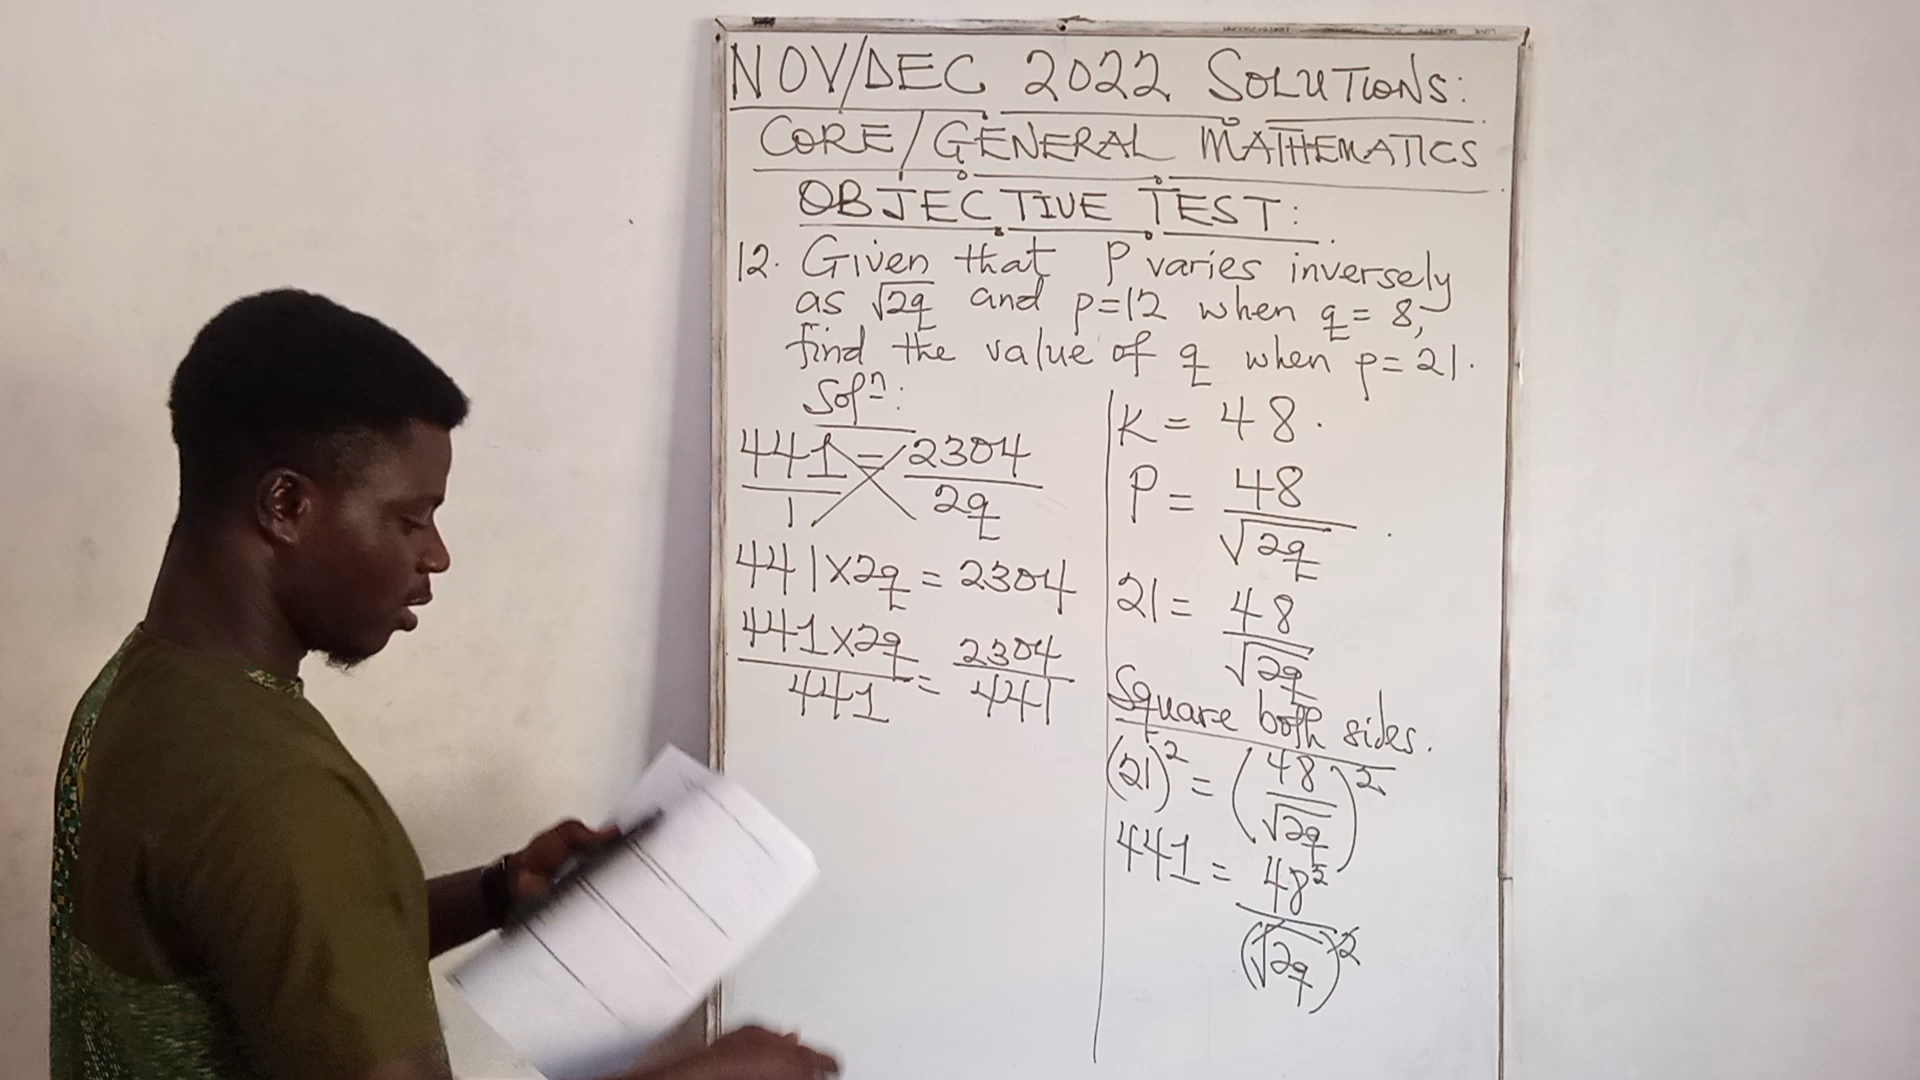 NOV/DEC 2022 SOLUTIONS:
CORE/GENERAL MATHEMATICS
OBJECTIVE TEST:
12. Given that P varies inversely
as √2q and p=12 when q= 8,
find the value of q when p=21.
Solⁿ:
441/1 = 2304/2q
441×2q = 2304
441×2q/441 = 2304/441
K = 48.
P = 48/√2q
21 = 48/√2q
Square both sides.
(21)² = (48/√2q)²
441 = 48²/(√2q)²